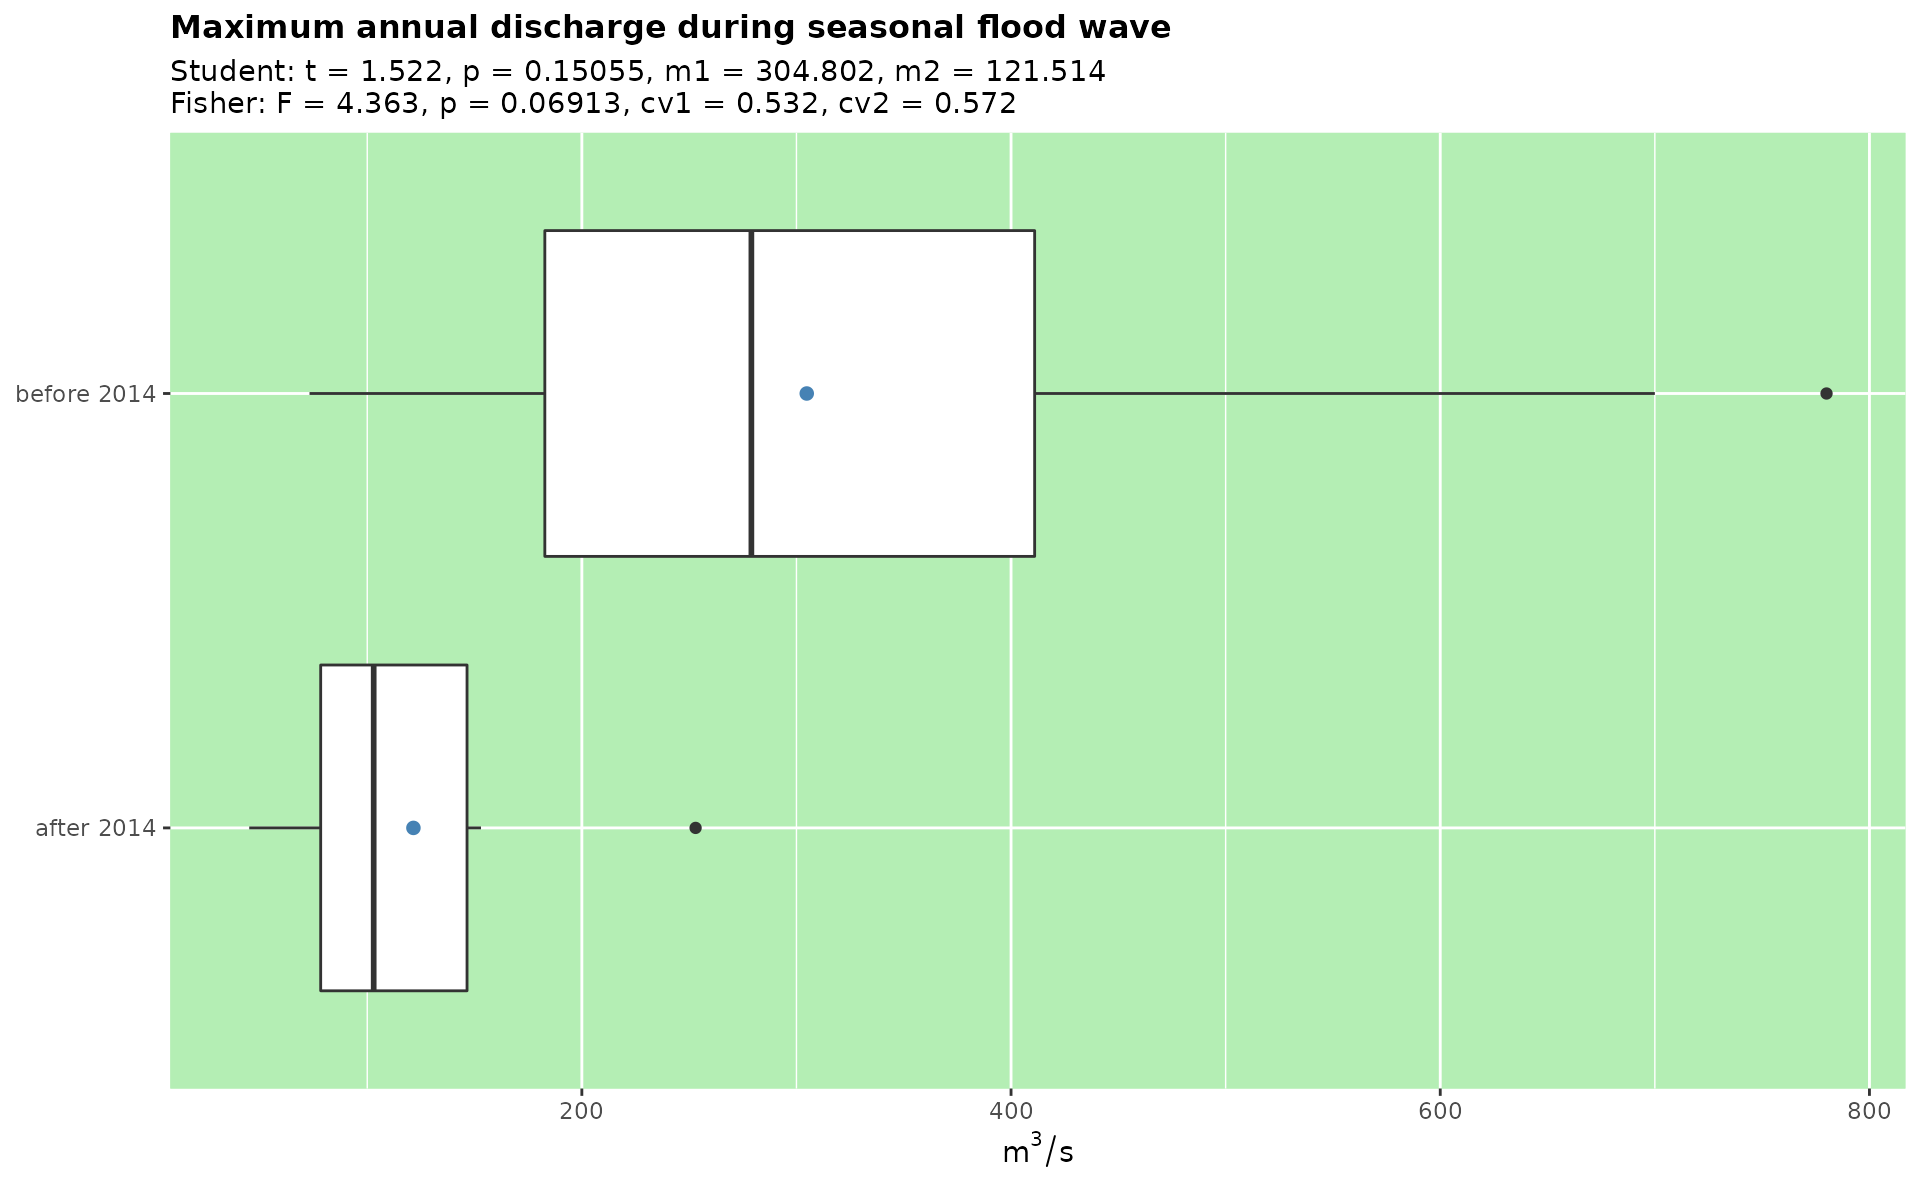 Maximum annual discharge during seasonal flood wave
Student: t = 1.522, p = 0.15055, m1 = 304.802, m2 = 121.514
Fisher: F = 4.363, p = 0.06913, cv1 = 0.532, cv2 = 0.572
before 2014
after 2014
200 400 600 800
m³/s